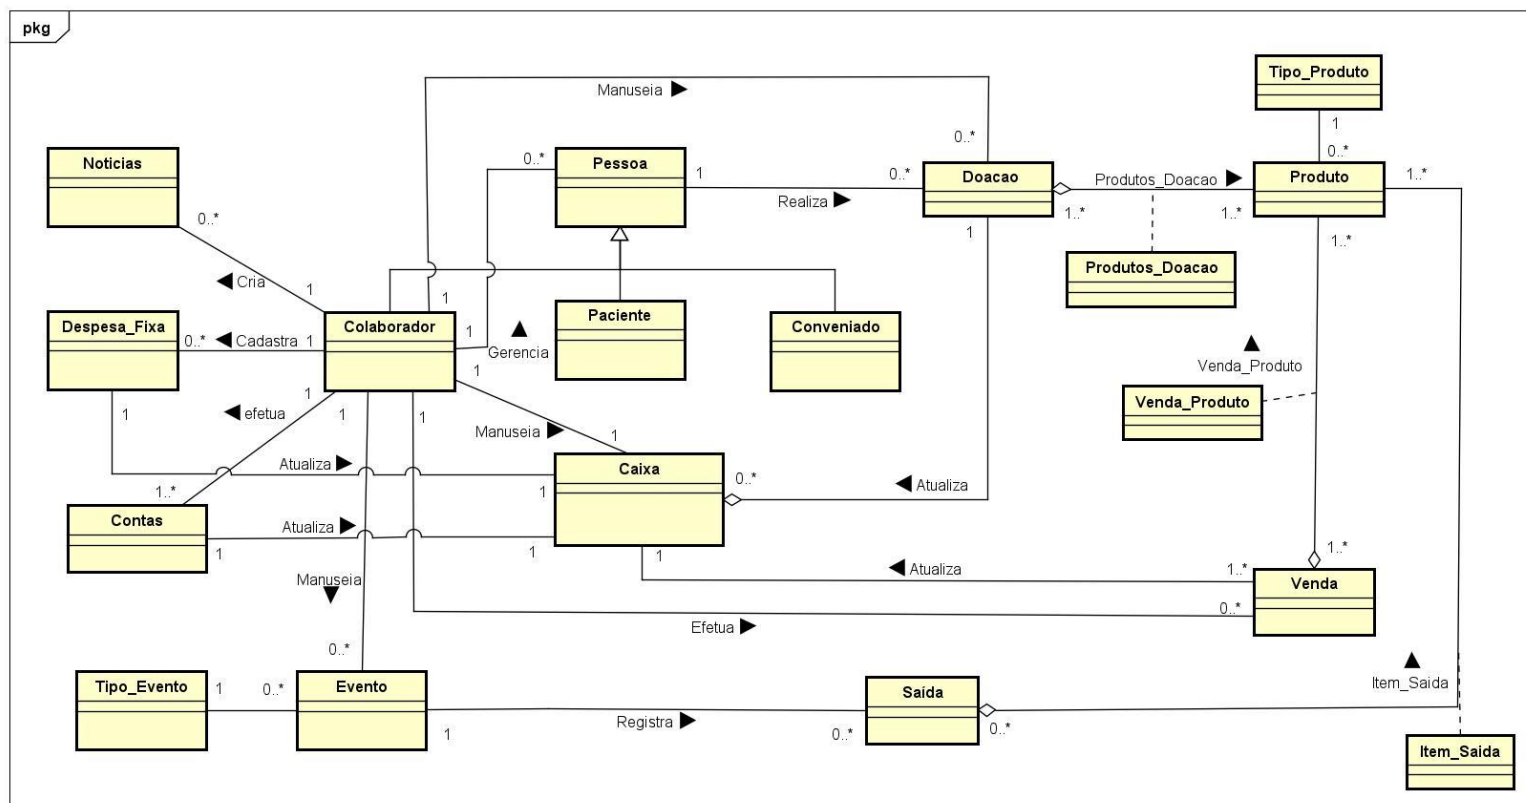 pkg
Tipo_Produto
Manuseia
1
0..*
0..*
Noticias
0..*
Pessoa
1
0..*
Doacao
Produtos_Doacao
Produto
1..*
Realiza
1..*
1..*
0..*
1
1..*
Produtos_Doacao
Cria
1
1
Paciente
Conveniado
Despesa_Fixa
0..*
Cadastra
1
Colaborador
1
Gerencia
1
Venda_Produto
1
efetua
1
1
1
Venda_Produto
Manuseia
1
Atualiza
Caixa
0..*
1
Atualiza
1..*
Contas
Atualiza
1
1
1
1..*
Manuseia
Atualiza
1..*
Venda
0..*
Efetua
0..*
Tipo_Evento
1
0..*
Evento
Saída
Item_Saida
1
Registra
0..*
0..*
Item_Saida